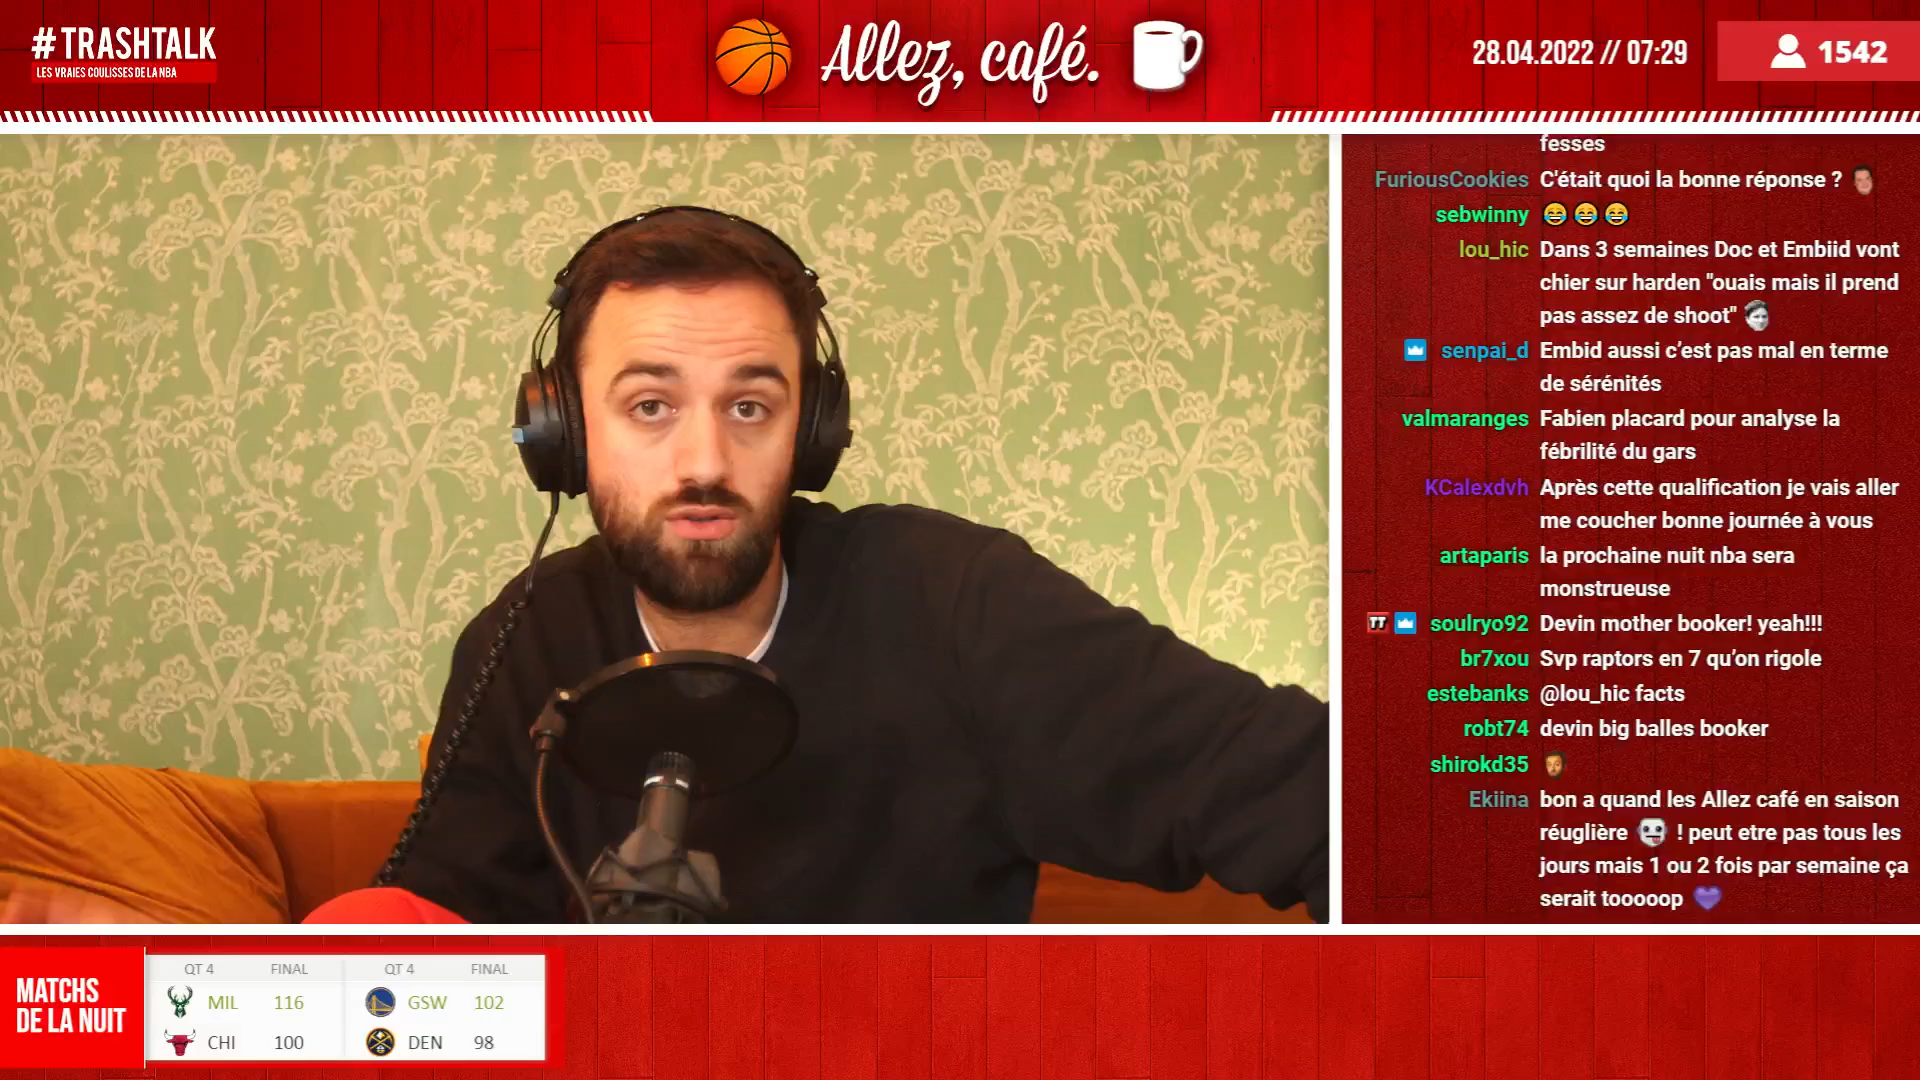 #TRASHTALK
LES VRAIES COULISSES DE LA NBA
Allez, café.
28.04.2022 // 07:29
1542
fesses
FuriousCookies C'était quoi la bonne réponse ?
sebwinny
lou_hic Dans 3 semaines Doc et Embiid vont
chier sur harden "ouais mais il prend
pas assez de shoot"
senpai_d Embid aussi c’est pas mal en terme
de sérénités
valmaranges Fabien placard pour analyse la
fébrilité du gars
KCalexdvh Après cette qualification je vais aller
me coucher bonne journée à vous
artaparis la prochaine nuit nba sera
monstrueuse
TT soulryo92 Devin mother booker! yeah!!!
br7xou Svp raptors en 7 qu’on rigole
estebanks @lou_hic facts
robt74 devin big balles booker
shirokd35
Ekiina bon a quand les Allez café en saison
réuglière ! peut etre pas tous les
jours mais 1 ou 2 fois par semaine ça
serait tooooop
MATCHS
DE LA NUIT
QT 4 FINAL
MIL 116
CHI 100
QT 4 FINAL
GSW 102
DEN 98